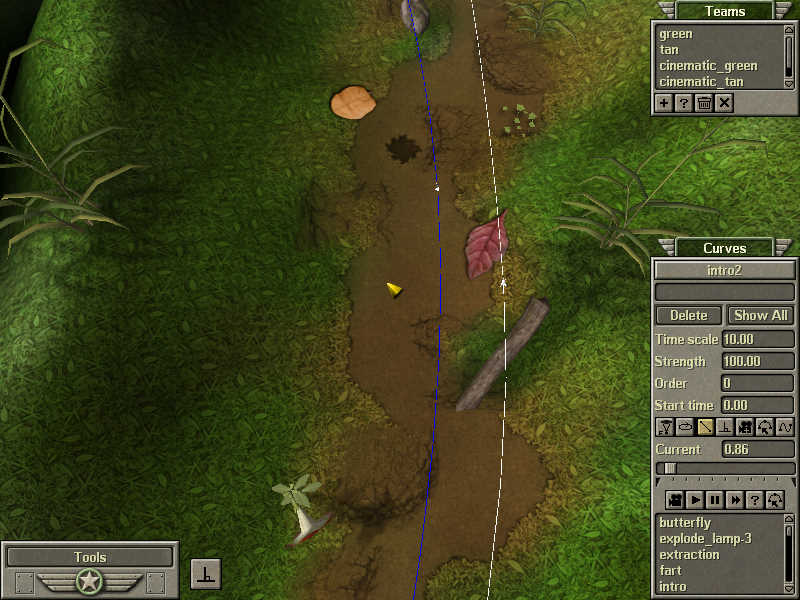 Teams
green
tan
cinematic_green
cinematic_tan
+ ?
Curves
intro2
Delete Show All
Time scale 10.00
Strength 100.00
Order 0
Start time 0.00
Current 0.86
?
butterfly
explode_lamp-3
extraction
fart
intro
Tools